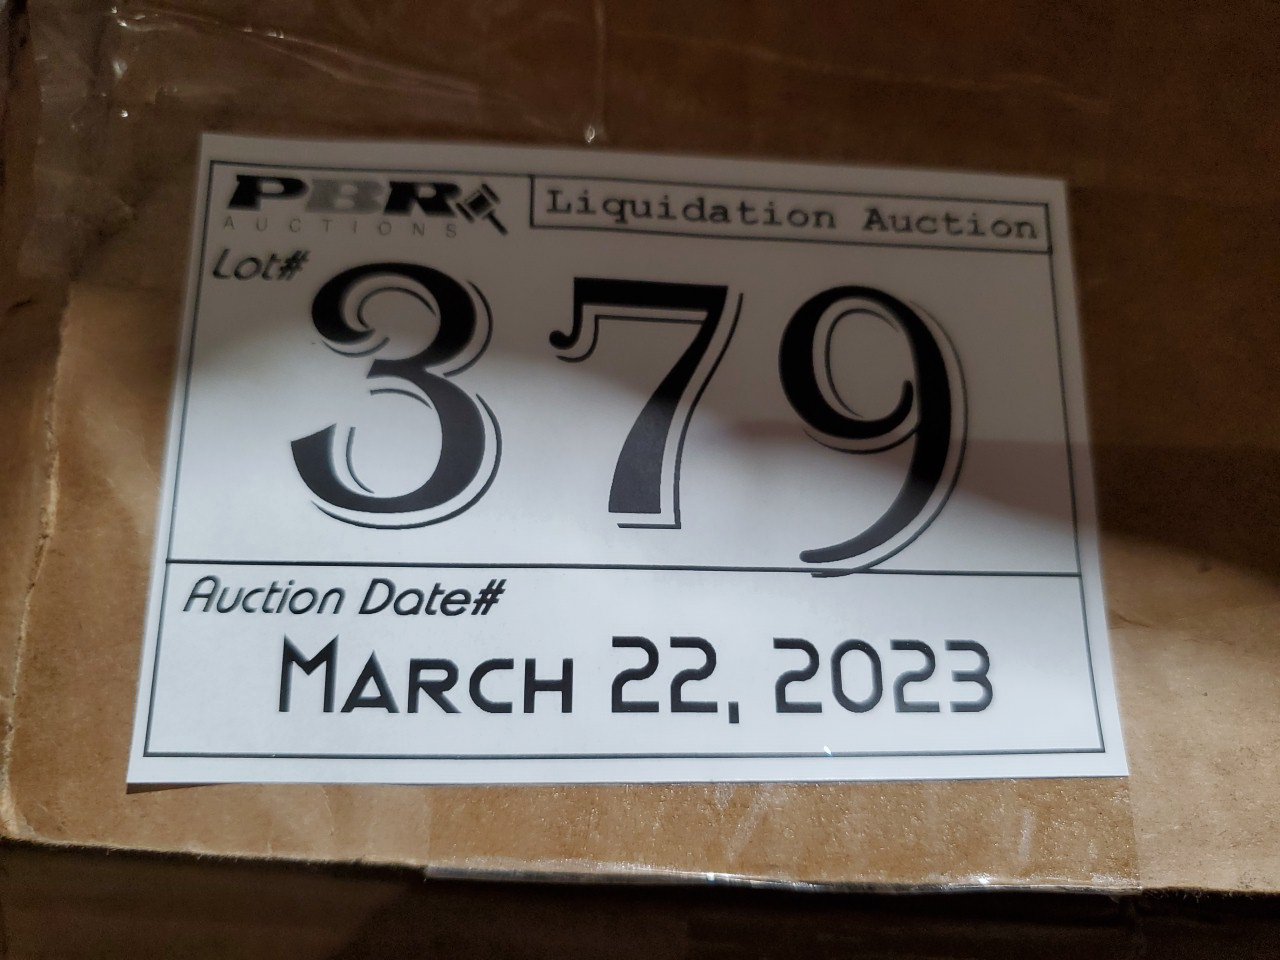 PBR
AUCTIONS
Liquidation Auction
Lot#
379
Auction Date#
March 22, 2023